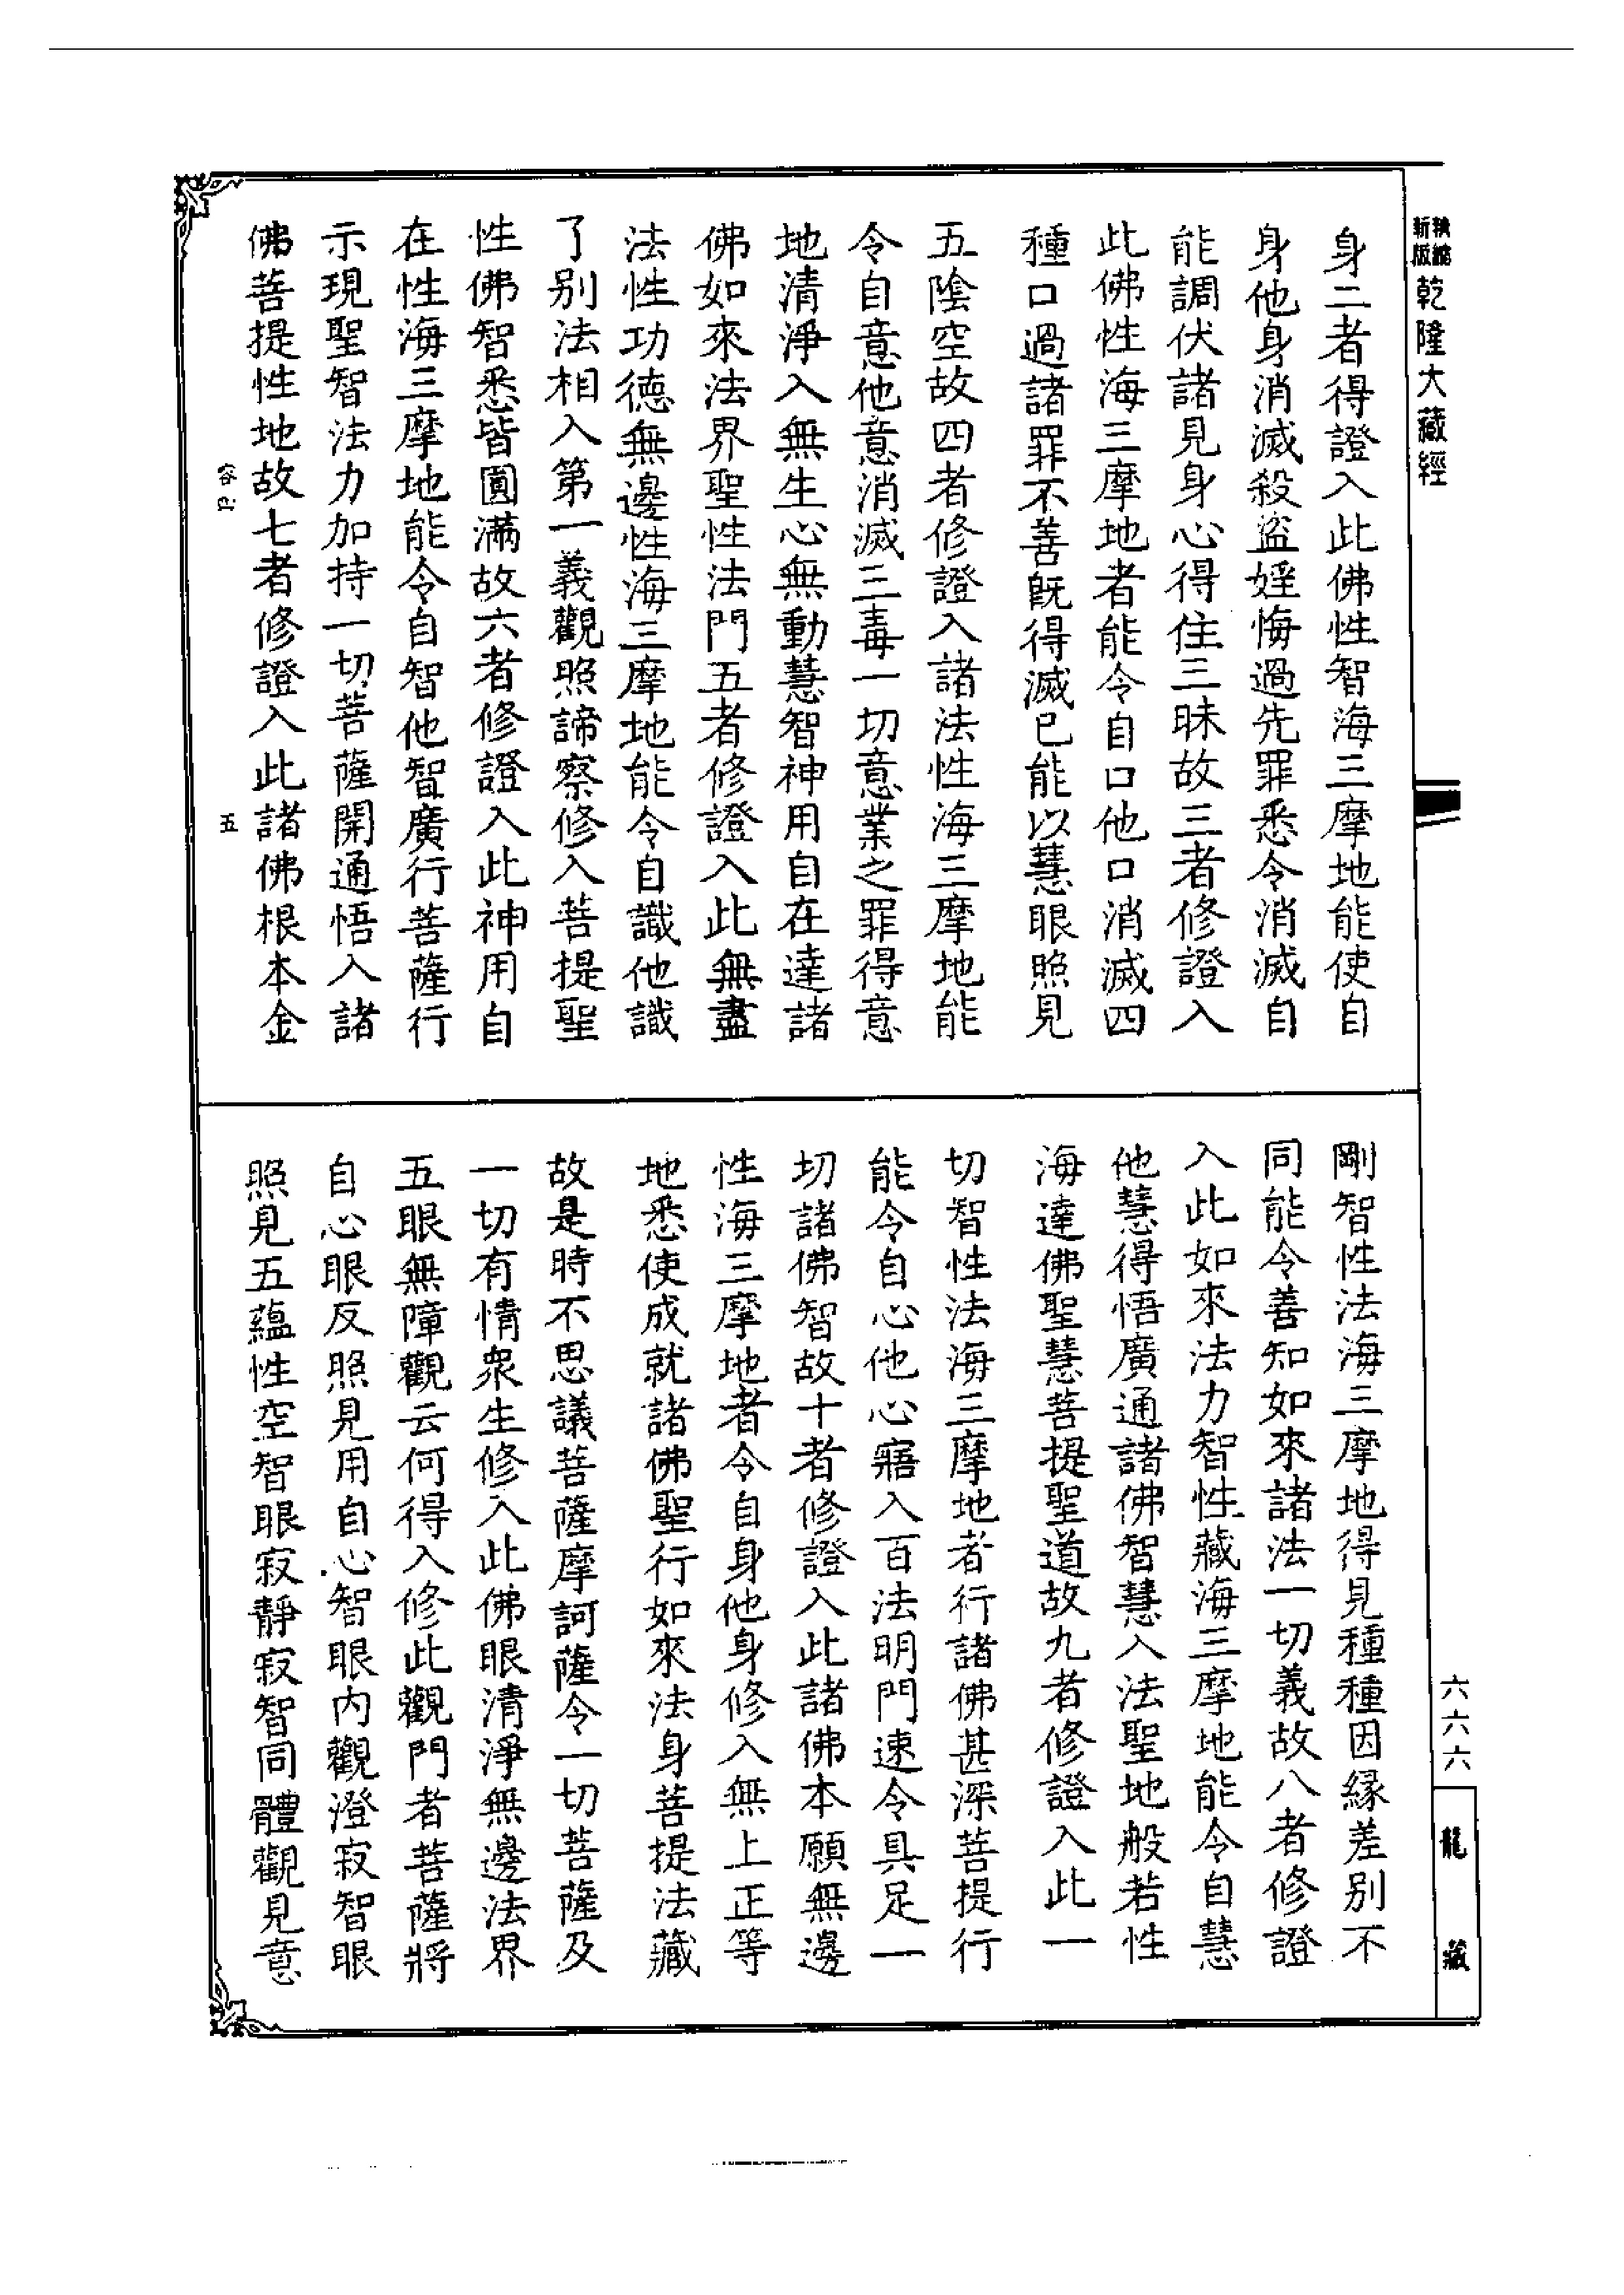 精縮
新版
乾隆大藏經
身二者得證入此佛性智海三摩地能使自
身他身消滅殺盜婬悔過先罪悉令消滅自
能調伏諸見身心得住三昧故三者修證入
此佛性海三摩地者能令自口他口消滅四
種口過諸罪不善既得滅已能以慧眼照見
五陰空故四者修證入諸法性海三摩地能
令自意他意消滅三毒一切意業之罪得意
地清淨入無生心無動慧智神用自在達諸
佛如來法界聖性法門五者修證入此無盡
法性功德無邊性海三摩地能令自識他識
了別法相入第一義觀照諦察修入菩提聖
性佛智悉皆圓滿故六者修證入此神用自
在性海三摩地能令自智他智廣行菩薩行
示現聖智法力加持一切菩薩開通悟入諸
佛菩提性地故七者修證入此諸佛根本金
容四
五
剛智性法海三摩地得見種種因緣差別不
同能令善知如來諸法一切義故八者修證
入此如來法力智性藏海三摩地能令自慧
他慧得悟廣通諸佛智慧入法聖地般若性
海達佛聖慧菩提聖道故九者修證入此一
切智性法海三摩地者行諸佛甚深菩提行
能令自心他心寤入百法明門速令具足一
切諸佛智故十者修證入此諸佛本願無邊
性海三摩地者令自身他身修入無上正等
地悉使成就諸佛聖行如來法身菩提法藏
故是時不思議菩薩摩訶薩令一切菩薩及
一切有情眾生修入此佛眼清淨無邊法界
五眼無障觀云何得入修此觀門者菩薩將
自心眼反照見用自心智眼內觀澄寂智眼
照見五蘊性空智眼寂靜寂智同體觀見意
六六六
龍藏